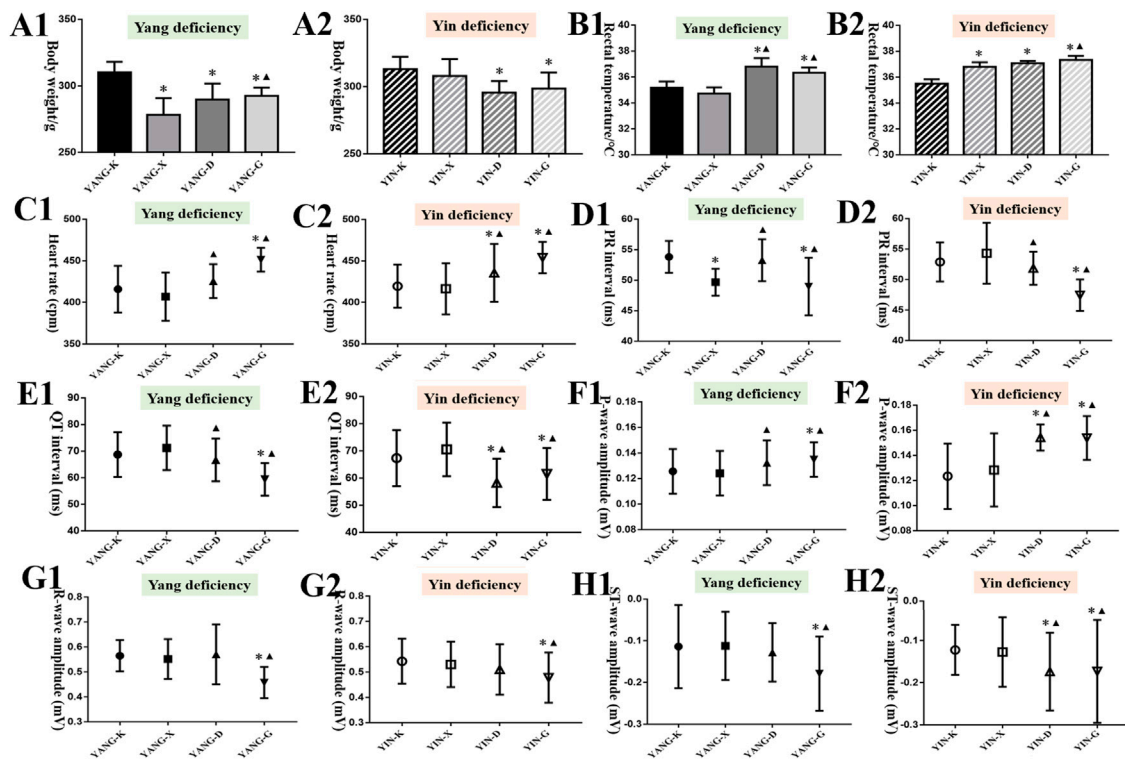 A1
Yang deficiency
Body weight/g
350
300
250
YANG-K
YANG-X
YANG-D
YANG-G
*
*
*▲
A2
Yin deficiency
Body weight/g
350
300
250
YIN-K
YIN-X
YIN-D
YIN-G
*
*
B1
Yang deficiency
Rectal temperature/°C
40
38
36
34
32
30
YANG-K
YANG-X
YANG-D
YANG-G
*▲
*▲
B2
Yin deficiency
Rectal temperature/°C
40
38
36
34
32
30
YIN-K
YIN-X
YIN-D
YIN-G
*
*
*▲
C1
Yang deficiency
Heart rate (cpm)
500
450
400
350
YANG-K
YANG-X
YANG-D
YANG-G
▲
*▲
C2
Yin deficiency
Heart rate (cpm)
500
450
400
350
YIN-K
YIN-X
YIN-D
YIN-G
*▲
*▲
D1
Yang deficiency
PR interval (ms)
60
55
50
45
40
YANG-K
YANG-X
YANG-D
YANG-G
*
▲
*▲
D2
Yin deficiency
PR interval (ms)
60
55
50
45
40
YIN-K
YIN-X
YIN-D
YIN-G
▲
*▲
E1
Yang deficiency
QT interval (ms)
90
80
70
60
50
40
YANG-K
YANG-X
YANG-D
YANG-G
▲
*▲
E2
Yin deficiency
QT interval (ms)
90
80
70
60
50
40
YIN-K
YIN-X
YIN-D
YIN-G
*▲
*▲
F1
Yang deficiency
P-wave amplitude (mV)
0.18
0.16
0.14
0.12
0.10
0.08
YANG-K
YANG-X
YANG-D
YANG-G
▲
*▲
F2
Yin deficiency
P-wave amplitude (mV)
0.18
0.16
0.14
0.12
0.10
0.08
YIN-K
YIN-X
YIN-D
YIN-G
*▲
*▲
G1
Yang deficiency
R-wave amplitude (mV)
0.8
0.7
0.6
0.5
0.4
0.3
YANG-K
YANG-X
YANG-D
YANG-G
*▲
G2
Yin deficiency
R-wave amplitude (mV)
0.8
0.7
0.6
0.5
0.4
0.3
YIN-K
YIN-X
YIN-D
YIN-G
*▲
H1
Yang deficiency
ST-wave amplitude (mV)
-0.0
-0.1
-0.2
-0.3
YANG-K
YANG-X
YANG-D
YANG-G
*▲
H2
Yin deficiency
ST-wave amplitude (mV)
0.0
-0.1
-0.2
-0.3
YIN-K
YIN-X
YIN-D
YIN-G
*▲
*▲